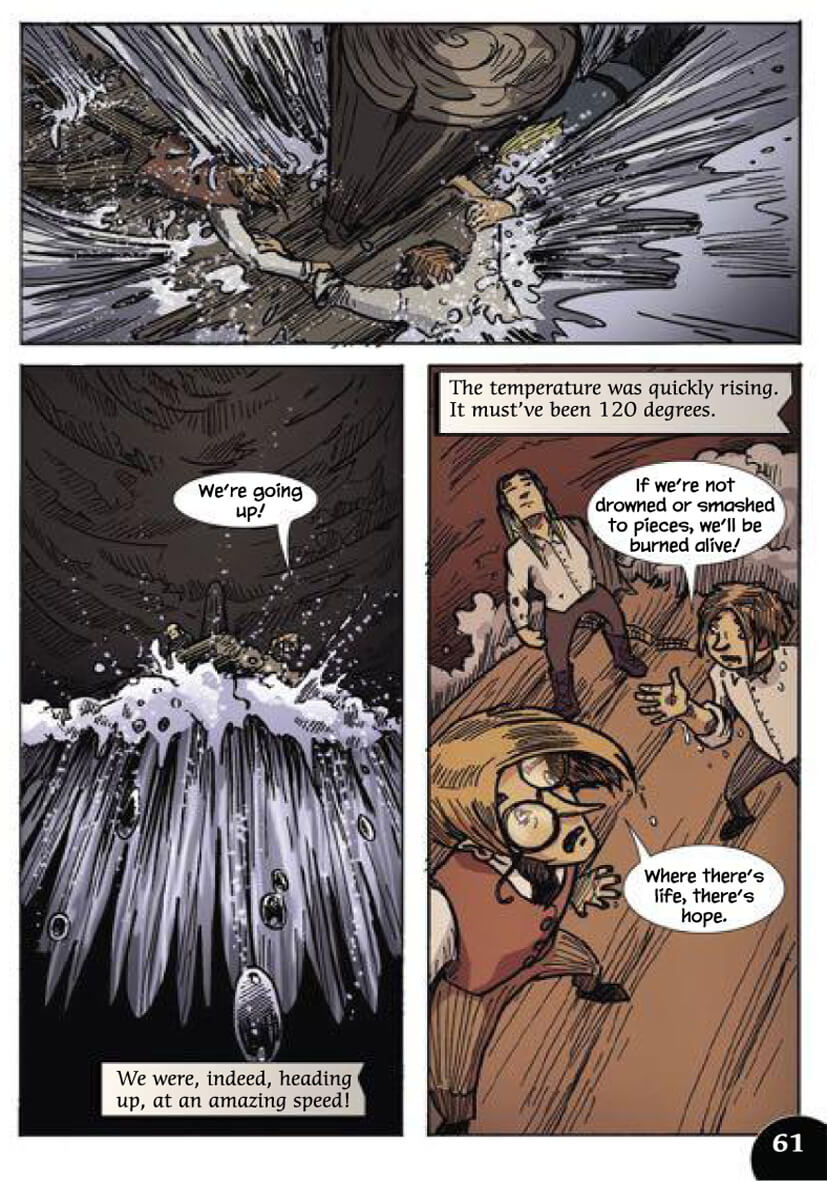 We're going
up!
We were, indeed, heading
up, at an amazing speed!
The temperature was quickly rising.
It must've been 120 degrees.
If we're not
drowned or smashed
to pieces, we'll be
burned alive!
Where there's
life, there's
hope.
61